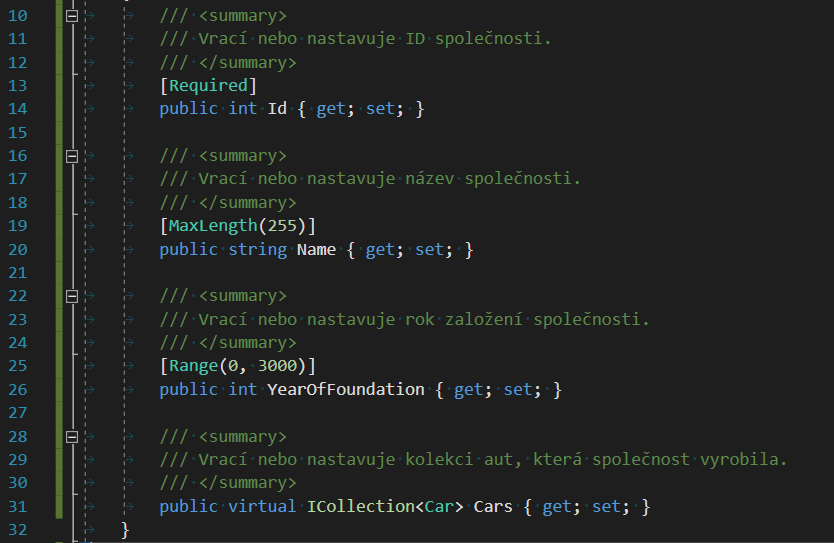 10 /// <summary>
11 /// Vrací nebo nastavuje ID společnosti.
12 /// </summary>
13 [Required]
14 public int Id { get; set; }
15
16 /// <summary>
17 /// Vrací nebo nastavuje název společnosti.
18 /// </summary>
19 [MaxLength(255)]
20 public string Name { get; set; }
21
22 /// <summary>
23 /// Vrací nebo nastavuje rok založení společnosti.
24 /// </summary>
25 [Range(0, 3000)]
26 public int YearOfFoundation { get; set; }
27
28 /// <summary>
29 /// Vrací nebo nastavuje kolekci aut, která společnost vyrobila.
30 /// </summary>
31 public virtual ICollection<Car> Cars { get; set; }
32 }